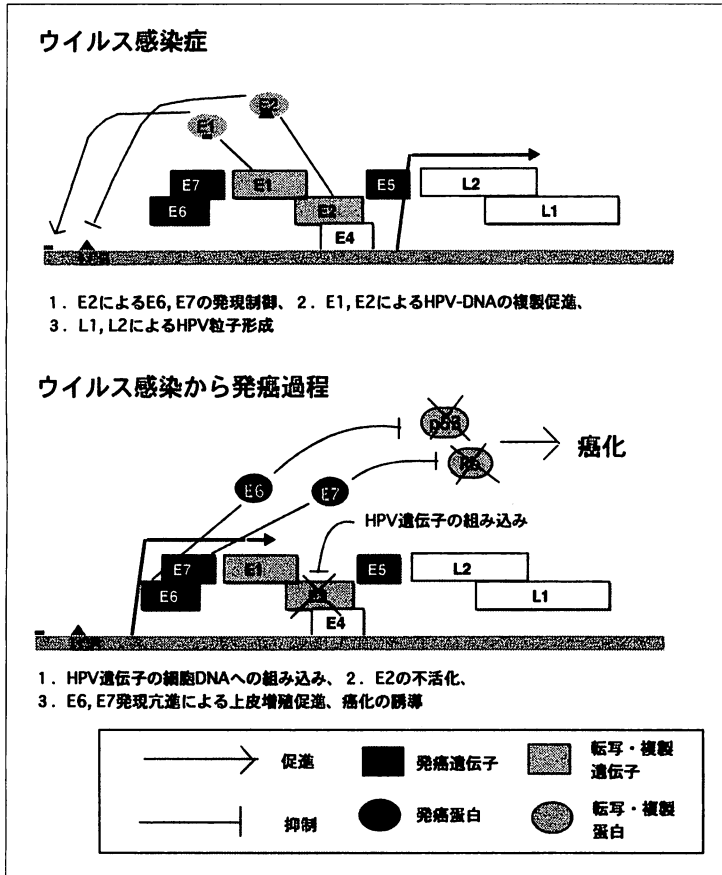 ウイルス感染症
E2
E1
E7
E1
E5
L2
E6
E2
L1
E4
1. E2によるE6, E7の発現制御、 2. E1, E2によるHPV-DNAの複製促進、
3. L1, L2によるHPV粒子形成
ウイルス感染から発癌過程
p53
癌化
E6
E7
HPV遺伝子の組み込み
E7
E1
E5
L2
E6
L1
E4
1. HPV遺伝子の細胞DNAへの組み込み、 2. E2の不活化、
3. E6, E7発現亢進による上皮増殖促進、癌化の誘導
促進
発癌遺伝子
転写・複製
遺伝子
抑制
発癌蛋白
転写・複製
蛋白